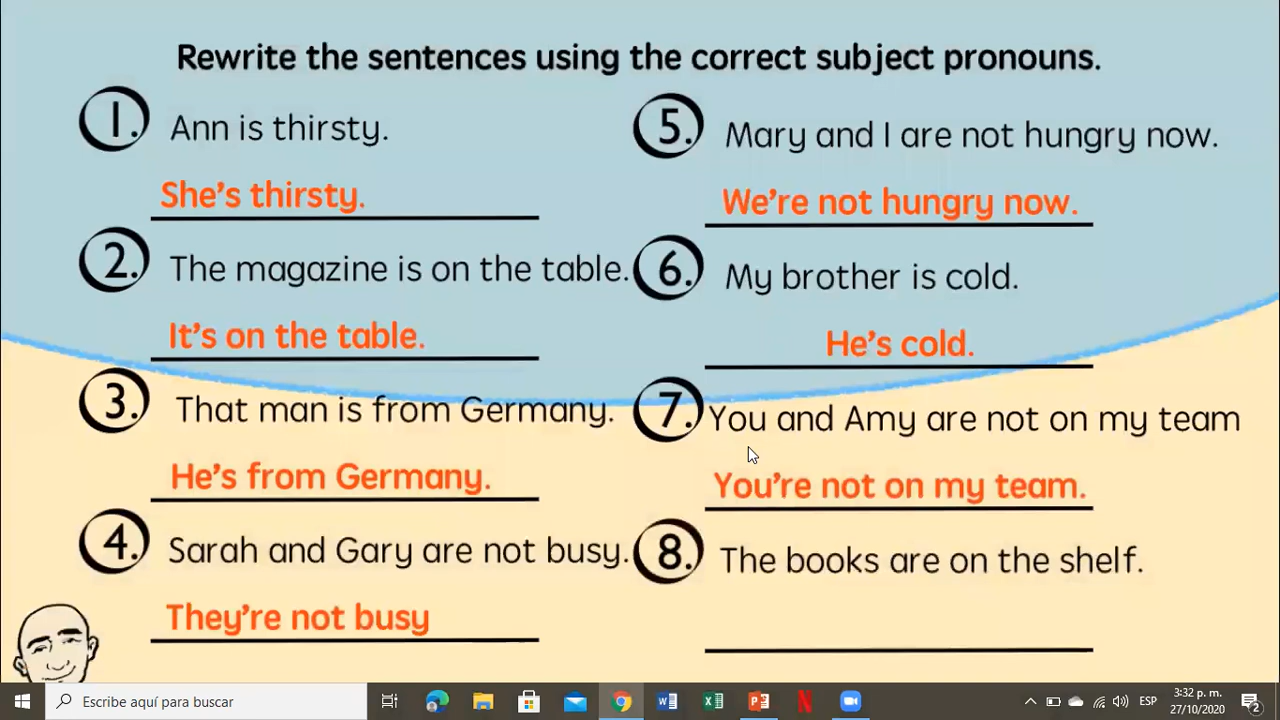 Rewrite the sentences using the correct subject pronouns.
1. Ann is thirsty.
She's thirsty.
2. The magazine is on the table.
It's on the table.
3. That man is from Germany.
He's from Germany.
4. Sarah and Gary are not busy.
They're not busy
5. Mary and I are not hungry now.
We're not hungry now.
6. My brother is cold.
He's cold.
7. You and Amy are not on my team
You're not on my team.
8. The books are on the shelf.
Escribe aquí para buscar
ESP
3:32 p. m.
27/10/2020
2